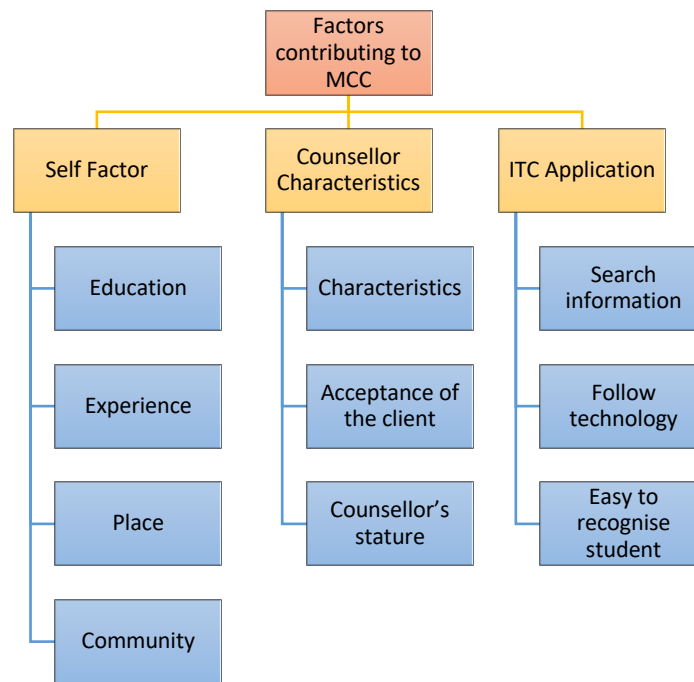 Factors
contributing to
MCC
Self Factor
Counsellor
Characteristics
ITC Application
Education
Experience
Place
Community
Characteristics
Acceptance of
the client
Counsellor’s
stature
Search
information
Follow
technology
Easy to
recognise
student